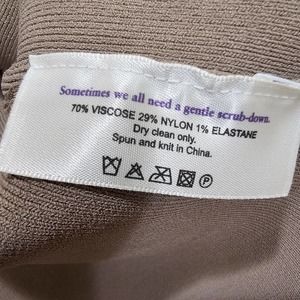 Sometimes we all need a gentle scrub-down.
70% VISCOSE 29% NYLON 1% ELASTANE
Dry clean only.
Spun and knit in China.
P